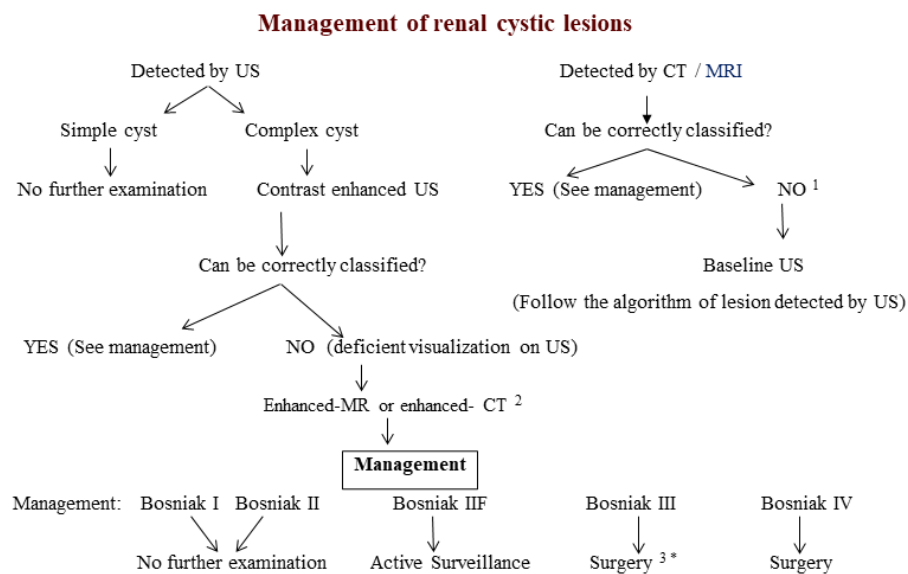 Management of renal cystic lesions
Detected by US
Detected by CT / MRI
Simple cyst
Complex cyst
Can be correctly classified?
No further examination
Contrast enhanced US
YES (See management)
NO 1
Can be correctly classified?
Baseline US
(Follow the algorithm of lesion detected by US)
YES (See management)
NO (deficient visualization on US)
Enhanced-MR or enhanced- CT 2
Management
Management: Bosniak I Bosniak II Bosniak IIF Bosniak III Bosniak IV
No further examination Active Surveillance Surgery 3 * Surgery